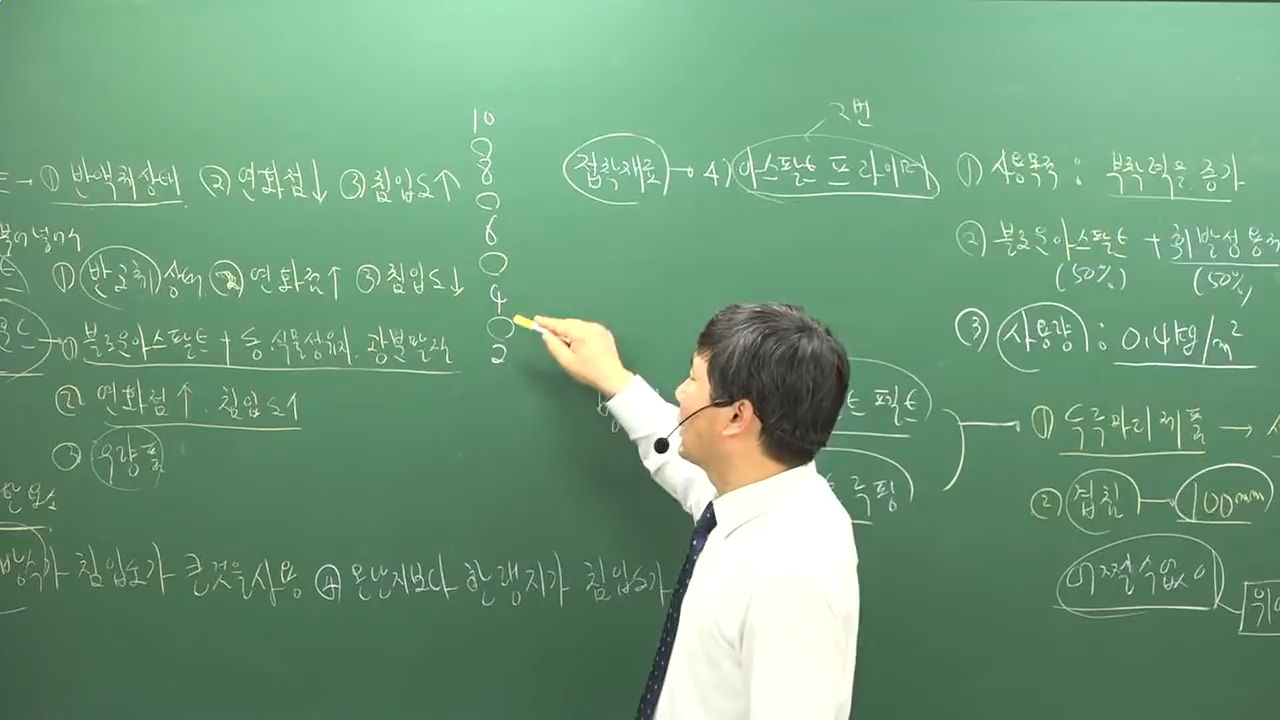 ① 반액체상태 ② 연화점↓ ③ 침입도↑
① 반고체 상태 ② 연화점↑ ③ 침입도↓
① 블로운아스팔트 + 동.식물성유지. 광물분말
② 연화점↑. 침입도↑
③ 우량품
침입도가 큰것을사용 ④ 온난지보다 한랭지가 침입도가
10
8
6
4
2
2번
접착재료 → 4) 아스팔트 프라이머
① 사용목적 : 부착력을 증가
② 블로운아스팔트 + 휘발성용제
(50%) (50%)
③ 사용량 : 0.4kg/m²
① 두루마리제품 →
② 겹침 100mm
이쩔수없이